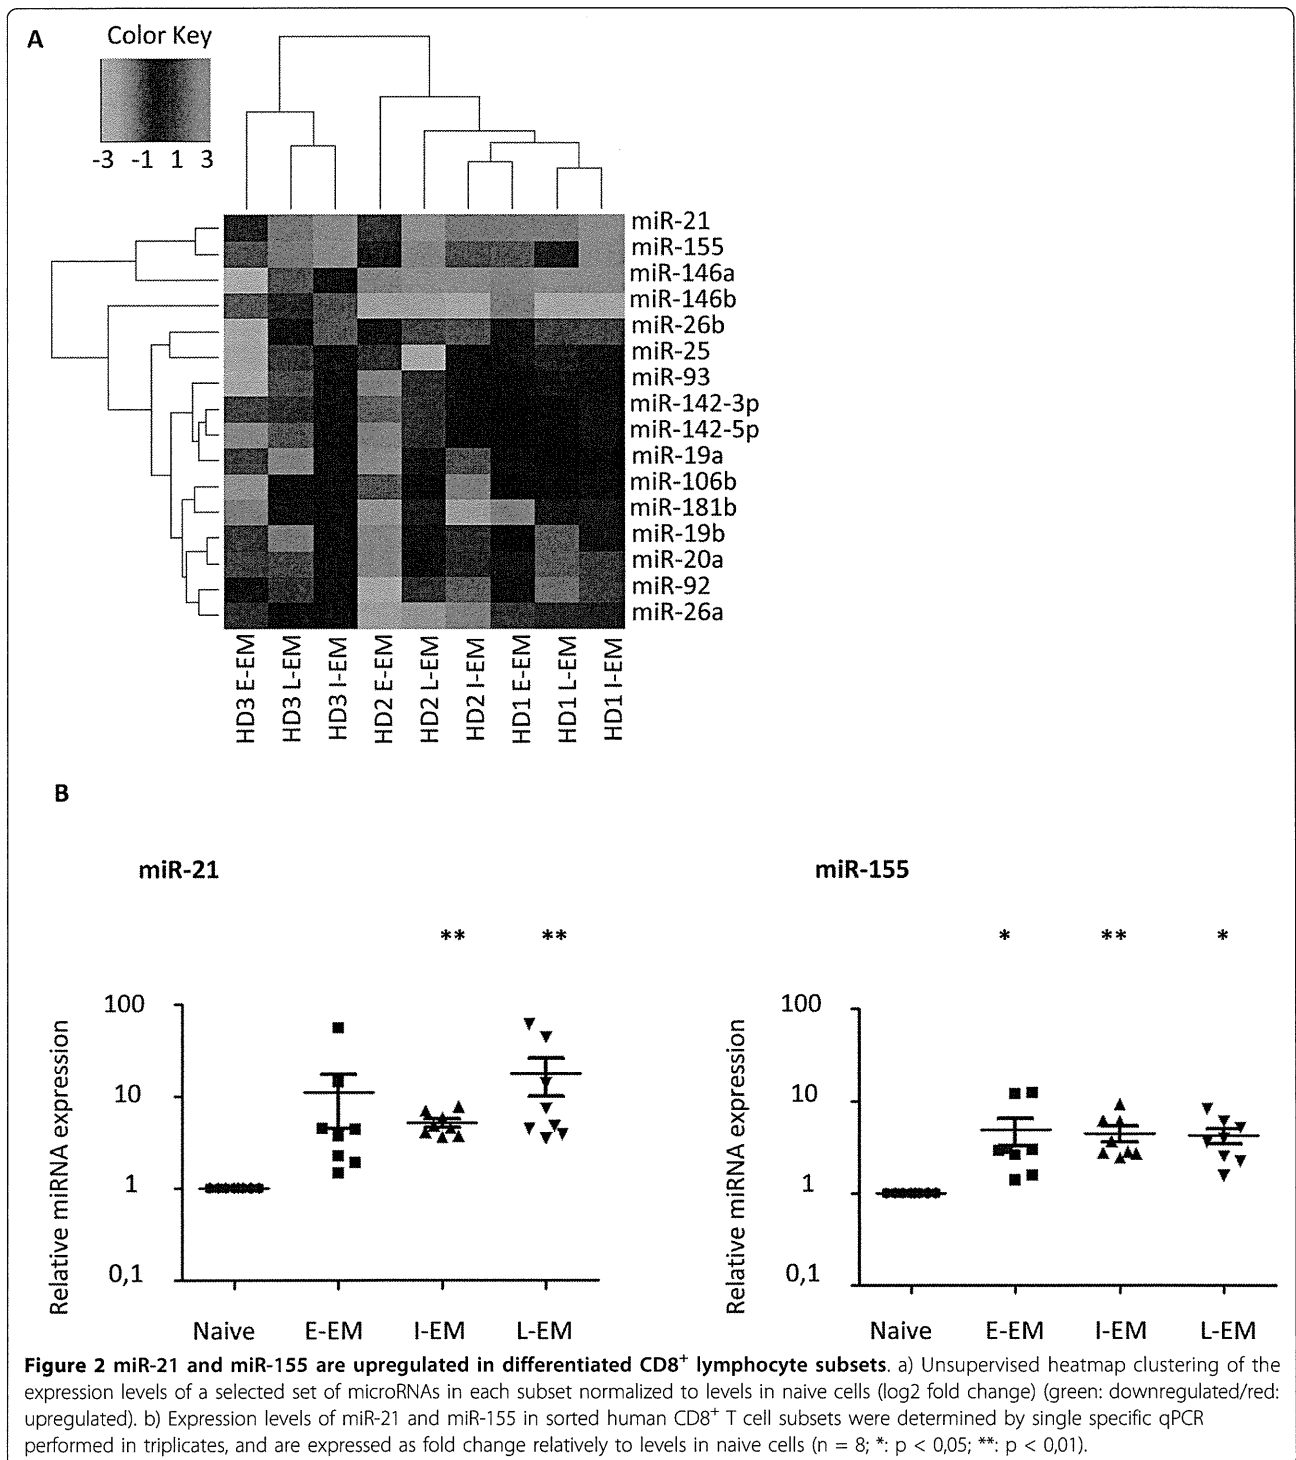 A
Color Key
-3 -1 1 3
miR-21
miR-155
miR-146a
miR-146b
miR-26b
miR-25
miR-93
miR-142-3p
miR-142-5p
miR-19a
miR-106b
miR-181b
miR-19b
miR-20a
miR-92
miR-26a
HD3 E-EM
HD3 L-EM
HD3 I-EM
HD2 E-EM
HD2 L-EM
HD2 I-EM
HD1 E-EM
HD1 L-EM
HD1 I-EM
B
miR-21
** **
Relative miRNA expression
100
10
1
0,1
Naive E-EM I-EM L-EM
miR-155
* ** *
Relative miRNA expression
100
10
1
0,1
Naive E-EM I-EM L-EM
Figure 2 miR-21 and miR-155 are upregulated in differentiated CD8⁺ lymphocyte subsets. a) Unsupervised heatmap clustering of the
expression levels of a selected set of microRNAs in each subset normalized to levels in naive cells (log2 fold change) (green: downregulated/red:
upregulated). b) Expression levels of miR-21 and miR-155 in sorted human CD8⁺ T cell subsets were determined by single specific qPCR
performed in triplicates, and are expressed as fold change relatively to levels in naive cells (n = 8; *: p < 0,05; **: p < 0,01).